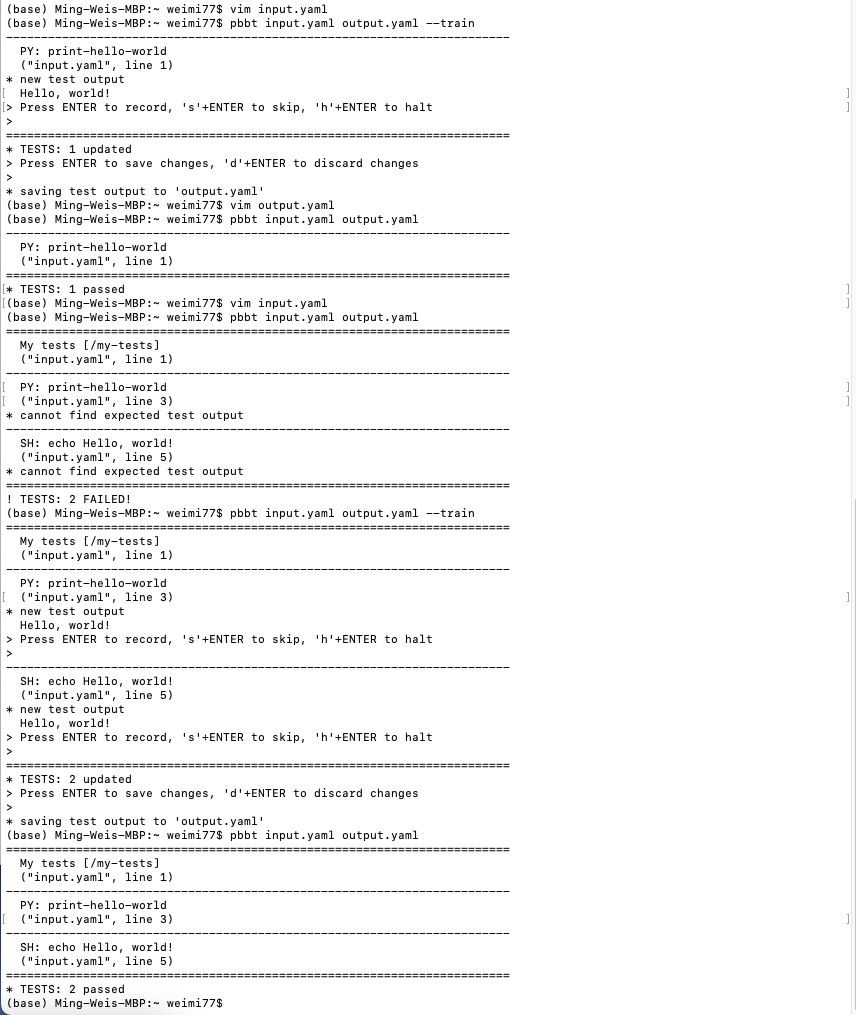 (base) Ming-Weis-MBP:~ weimi77$ vim input.yaml
(base) Ming-Weis-MBP:~ weimi77$ pbbt input.yaml output.yaml --train
------------------------------------------------------------------------
  PY: print-hello-world
  ("input.yaml", line 1)
* new test output
[ Hello, world! ]
[> Press ENTER to record, 's'+ENTER to skip, 'h'+ENTER to halt ]
>
========================================================================
* TESTS: 1 updated
> Press ENTER to save changes, 'd'+ENTER to discard changes
>
* saving test output to 'output.yaml'
(base) Ming-Weis-MBP:~ weimi77$ vim output.yaml
(base) Ming-Weis-MBP:~ weimi77$ pbbt input.yaml output.yaml
------------------------------------------------------------------------
  PY: print-hello-world
  ("input.yaml", line 1)
========================================================================
[* TESTS: 1 passed ]
[(base) Ming-Weis-MBP:~ weimi77$ vim input.yaml ]
(base) Ming-Weis-MBP:~ weimi77$ pbbt input.yaml output.yaml
========================================================================
  My tests [/my-tests]
  ("input.yaml", line 1)
------------------------------------------------------------------------
[ PY: print-hello-world ]
[ ("input.yaml", line 3) ]
* cannot find expected test output
------------------------------------------------------------------------
  SH: echo Hello, world!
  ("input.yaml", line 5)
* cannot find expected test output
========================================================================
! TESTS: 2 FAILED!
(base) Ming-Weis-MBP:~ weimi77$ pbbt input.yaml output.yaml --train
========================================================================
  My tests [/my-tests]
  ("input.yaml", line 1)
------------------------------------------------------------------------
  PY: print-hello-world
[ ("input.yaml", line 3) ]
* new test output
  Hello, world!
> Press ENTER to record, 's'+ENTER to skip, 'h'+ENTER to halt
>
------------------------------------------------------------------------
  SH: echo Hello, world!
  ("input.yaml", line 5)
* new test output
  Hello, world!
> Press ENTER to record, 's'+ENTER to skip, 'h'+ENTER to halt
>
========================================================================
* TESTS: 2 updated
> Press ENTER to save changes, 'd'+ENTER to discard changes
>
* saving test output to 'output.yaml'
(base) Ming-Weis-MBP:~ weimi77$ pbbt input.yaml output.yaml
========================================================================
  My tests [/my-tests]
  ("input.yaml", line 1)
------------------------------------------------------------------------
  PY: print-hello-world
[ ("input.yaml", line 3) ]
------------------------------------------------------------------------
  SH: echo Hello, world!
  ("input.yaml", line 5)
========================================================================
* TESTS: 2 passed
(base) Ming-Weis-MBP:~ weimi77$